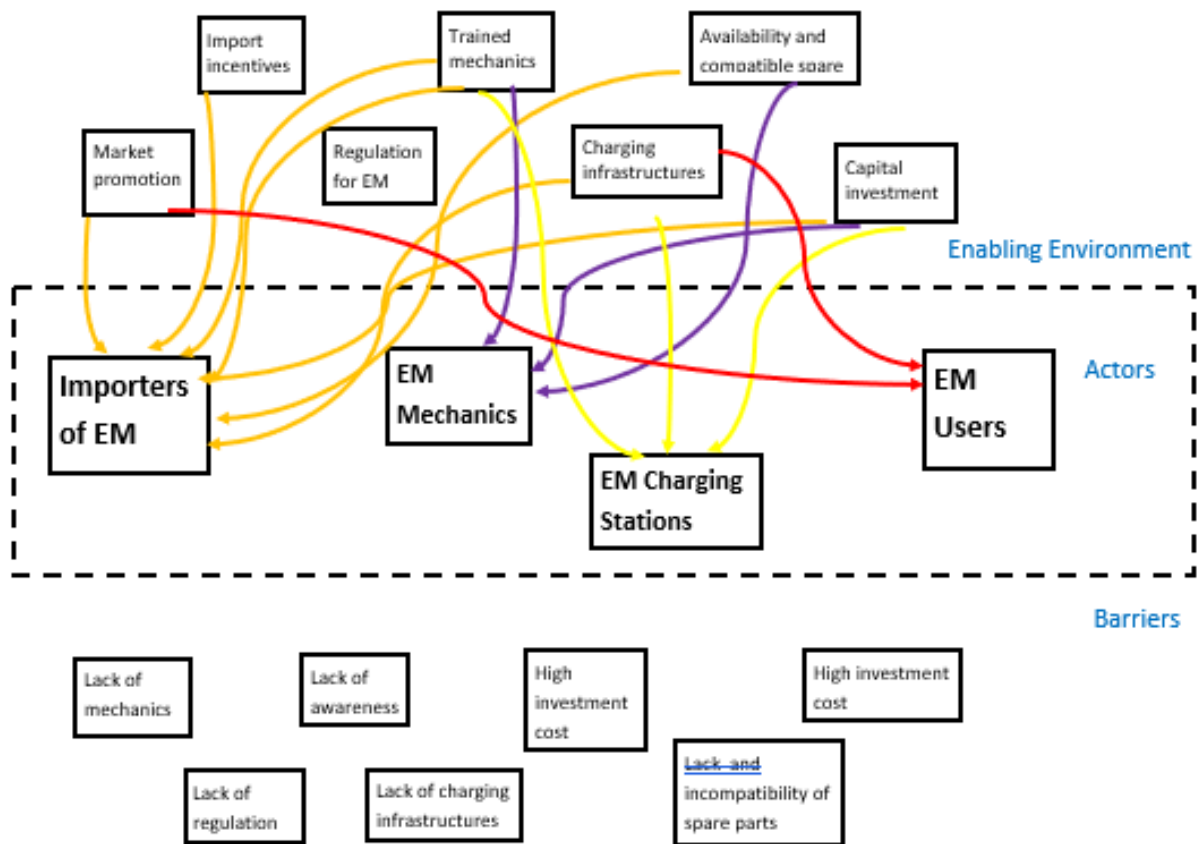 Import
incentives
Trained
mechanics
Availability and
compatible spare
Market
promotion
Regulation
for EM
Charging
infrastructures
Capital
investment
Enabling Environment
Importers
of EM
EM
Mechanics
EM Charging
Stations
EM
Users
Actors
Barriers
Lack of
mechanics
Lack of
awareness
High
investment
cost
High investment
cost
Lack of
regulation
Lack of charging
infrastructures
Lack and
incompatibility of
spare parts